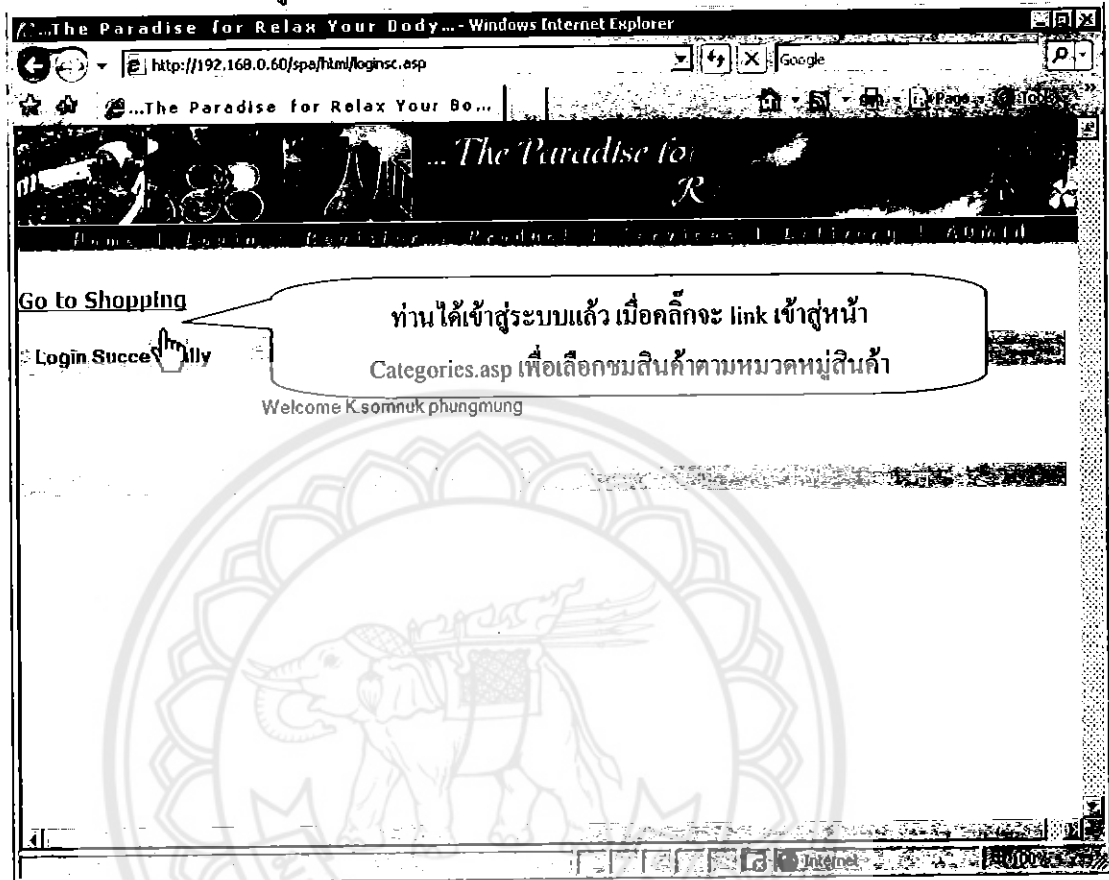 ...The Paradise for Relax Your Body... - Windows Internet Explorer
http://192.168.0.60/spa/html/loginsc.asp
Google
...The Paradise for Relax Your Bo...
Page
... The Paradise for
R
Go to Shopping
ท่านได้เข้าสู่ระบบแล้ว เมื่อคลิ๊กจะ link เข้าสู่หน้า
Categories.asp เพื่อเลือกชมสินค้าตามหมวดหมู่สินค้า
Login Succe lly
Welcome K.somnuk phungmung
Internet
100%